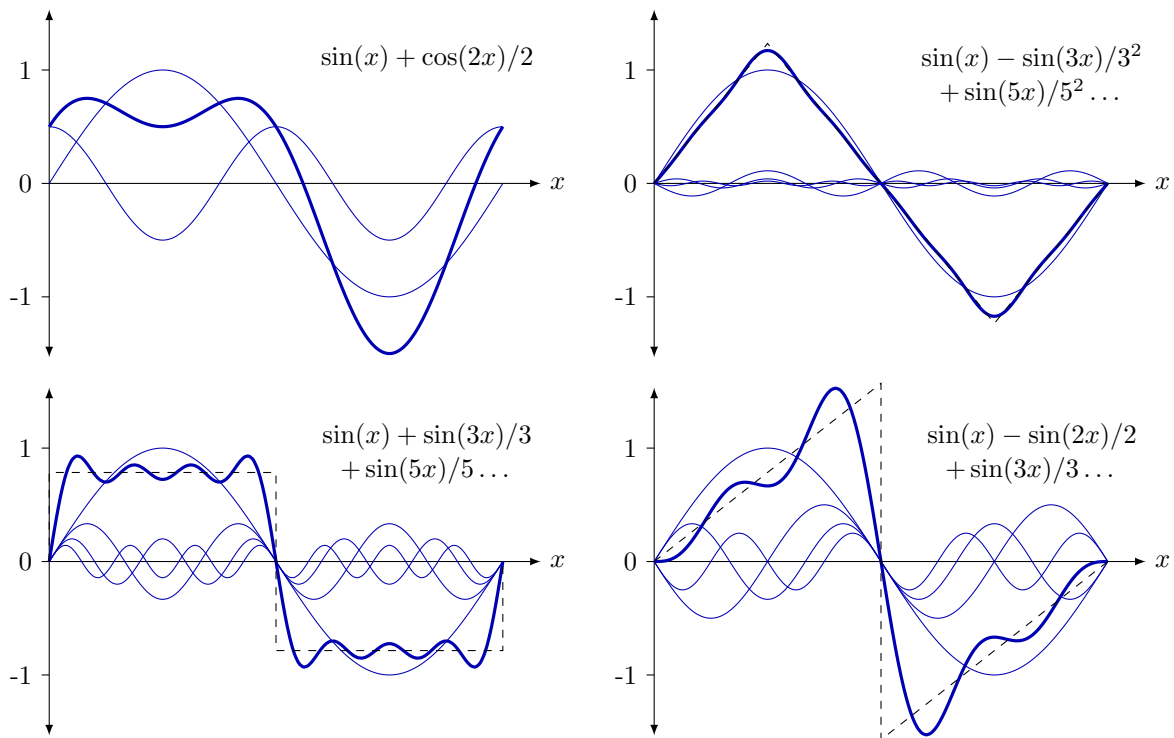 sin(x) + cos(2x)/2
1
0
-1
x
sin(x) − sin(3x)/3²
+ sin(5x)/5² …
1
0
-1
x
sin(x) + sin(3x)/3
+ sin(5x)/5 …
1
0
-1
x
sin(x) − sin(2x)/2
+ sin(3x)/3 …
1
0
-1
x